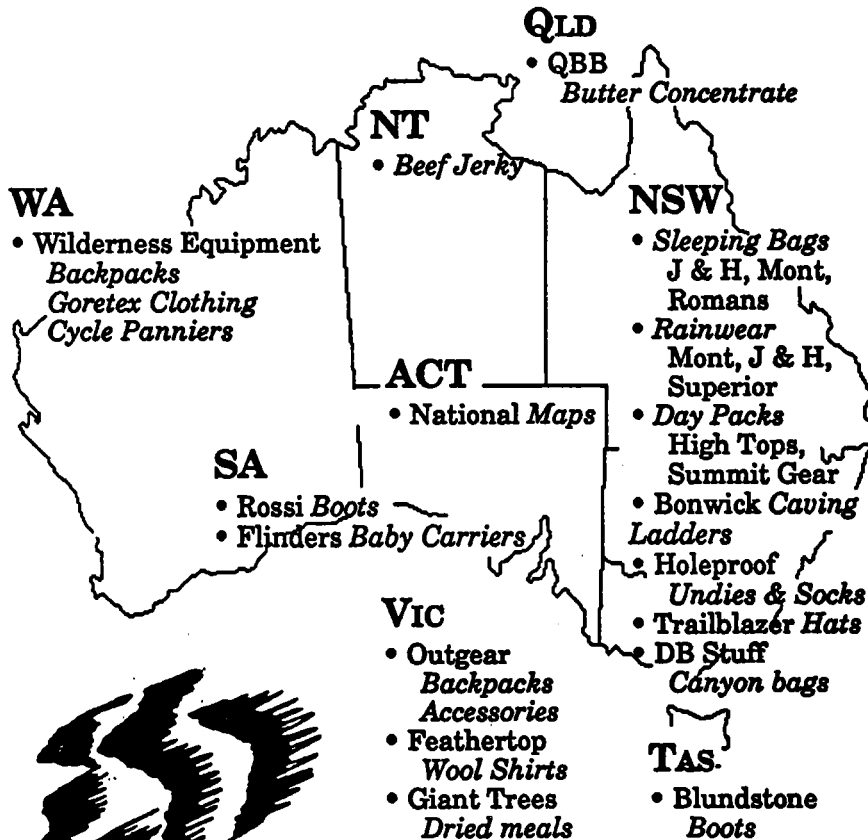 QLD
• QBB
Butter Concentrate
NT
• Beef Jerky
WA
• Wilderness Equipment
Backpacks
Goretex Clothing
Cycle Panniers
NSW
• Sleeping Bags
J & H, Mont,
Romans
• Rainwear
Mont, J & H,
Superior
• Day Packs
High Tops,
Summit Gear
• Bonwick Caving
Ladders
• Holeproof
Undies & Socks
• Trailblazer Hats
• DB Stuff
Canyon bags
ACT
• National Maps
SA
• Rossi Boots
• Flinders Baby Carriers
VIC
• Outgear
Backpacks
Accessories
• Feathertop
Wool Shirts
• Giant Trees
Dried meals
TAS.
• Blundstone
Boots